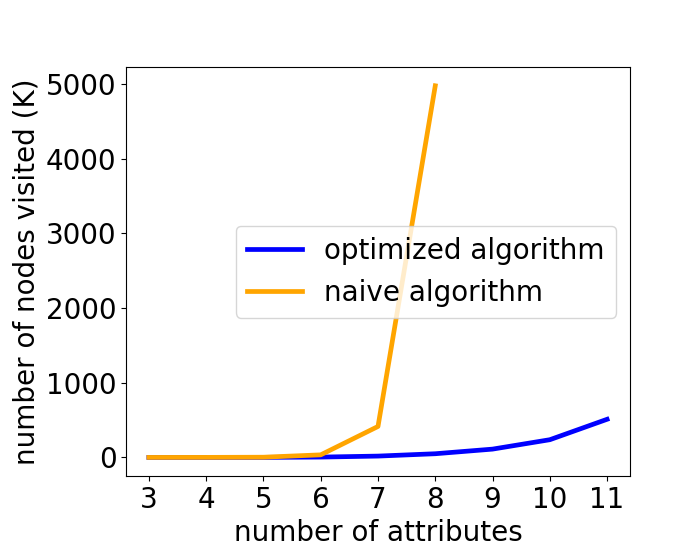 number of nodes visited (K)
5000
4000
3000
2000
1000
0
optimized algorithm
naive algorithm
3 4 5 6 7 8 9 10 11
number of attributes